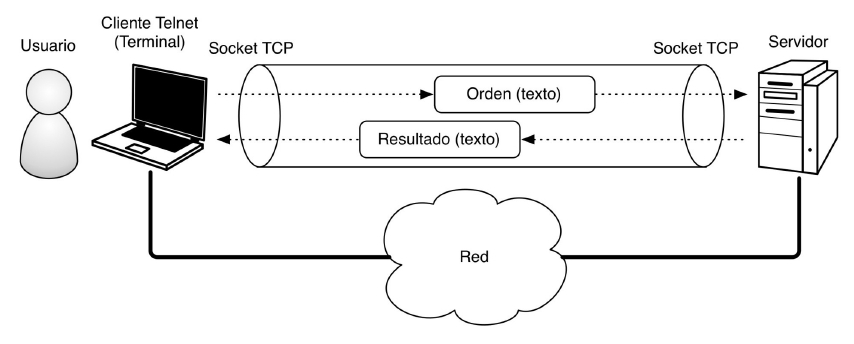 Usuario
Cliente Telnet
(Terminal)
Socket TCP
Socket TCP
Servidor
Orden (texto)
Resultado (texto)
Red